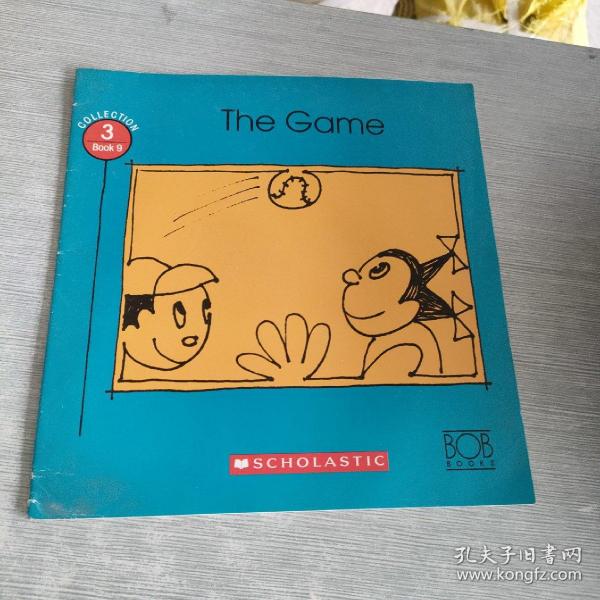 The Game
COLLECTION
3
Book 9
SCHOLASTIC
BOB
BOOKS
孔夫子旧书网
www.kongfz.com